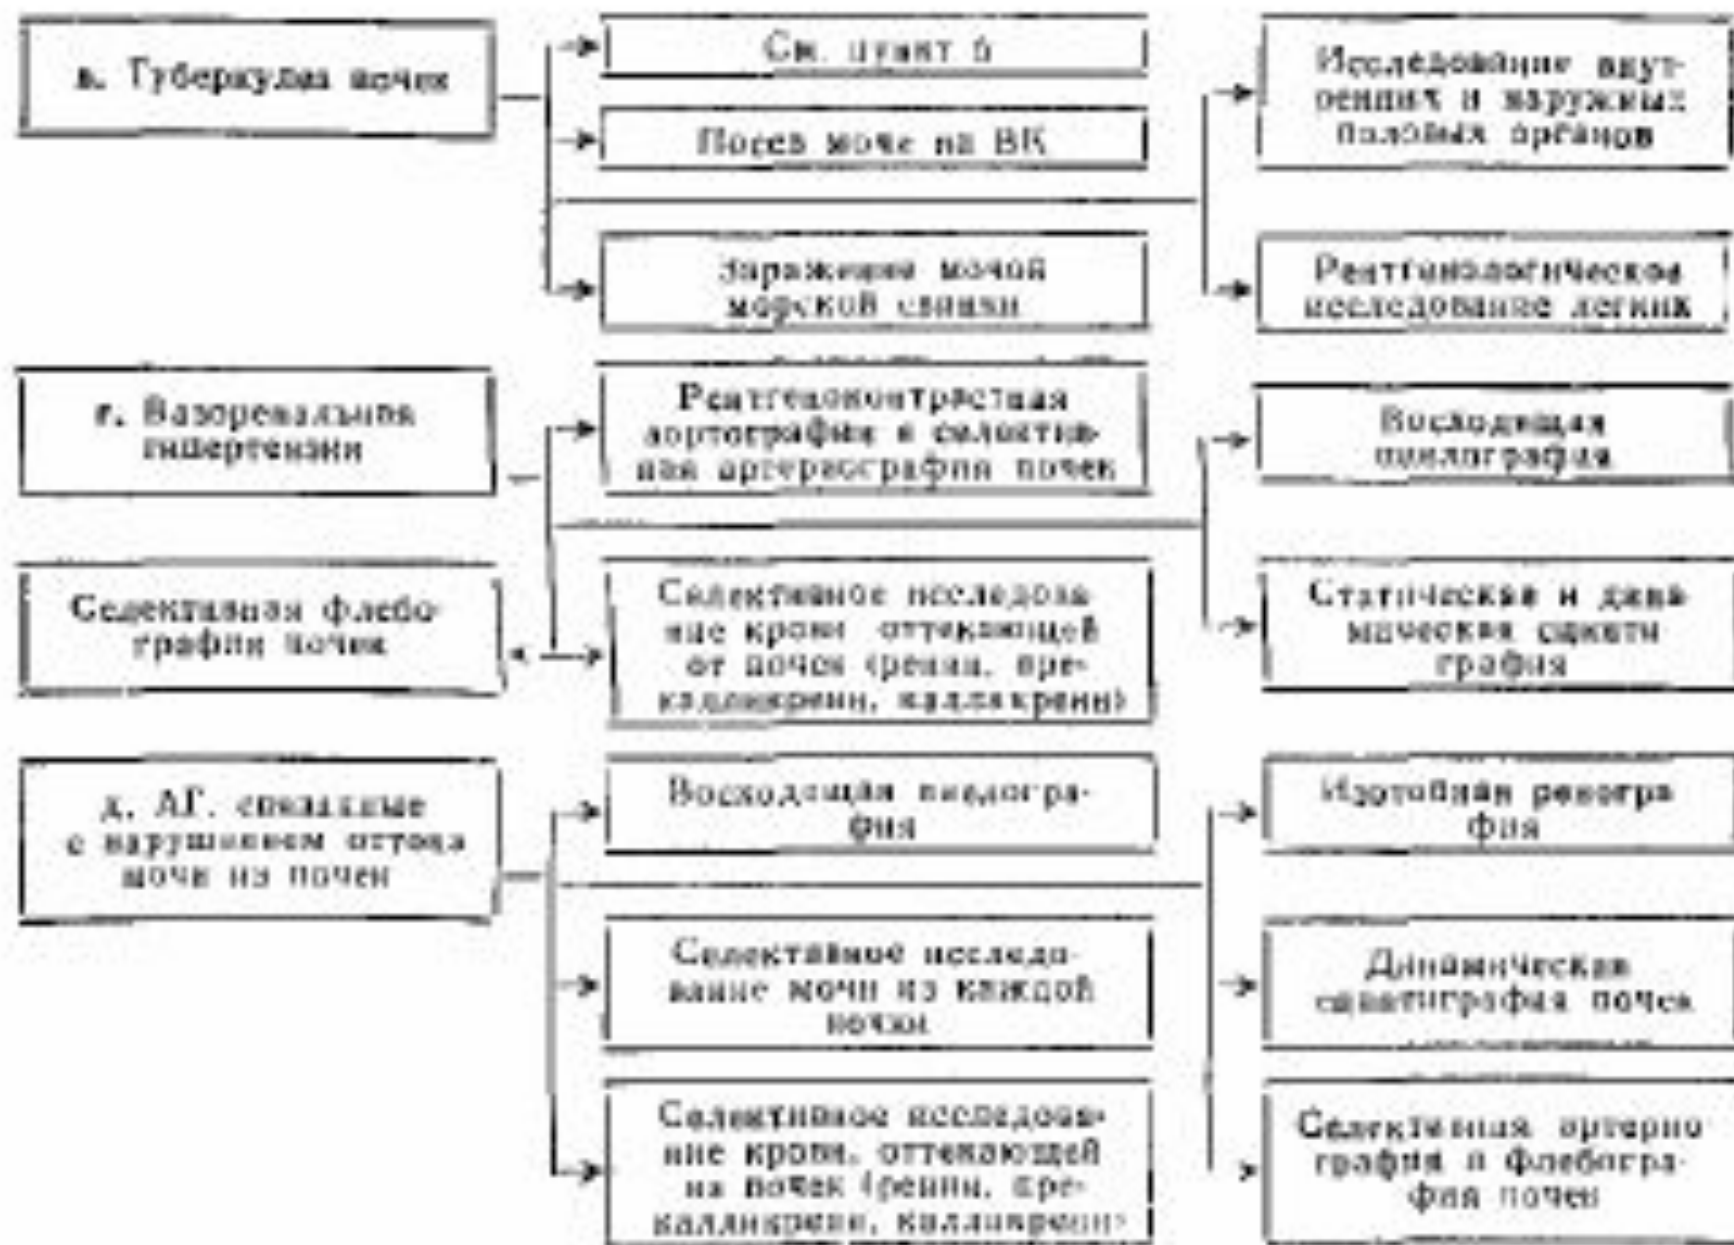 в. Туберкулез почек
См. пункт б
Посев мочи на ВК
Заражение мочой
морской свинки
Исследование внут-
ренних и наружных
половых органов
Рентгенологическое
исследование легких
г. Вазоренальная
гипертензия
Рентгеноконтрастная
аортография и селектив-
ная артериография почек
Восходящая
пиелография
Селективная флебо-
графия почек
Селективное исследова-
ние крови оттекающей
от почек (ренин, пре-
калликреин, калликреин)
Статическая и дина
мическая сцинти
графия
д. АГ, связанные
с нарушением оттока
мочи из почек
Восходящая пиелогра-
фия
Селективное исследо-
вание мочи из каждой
почки
Селективное исследова-
ние крови, оттекающей
из почек (ренин, пре-
калликреин, калликреин)
Изотопная ренегра
фия
Динамическая
сцинтиграфия почек
Селективная артерио
графия и флебогра-
фия почек